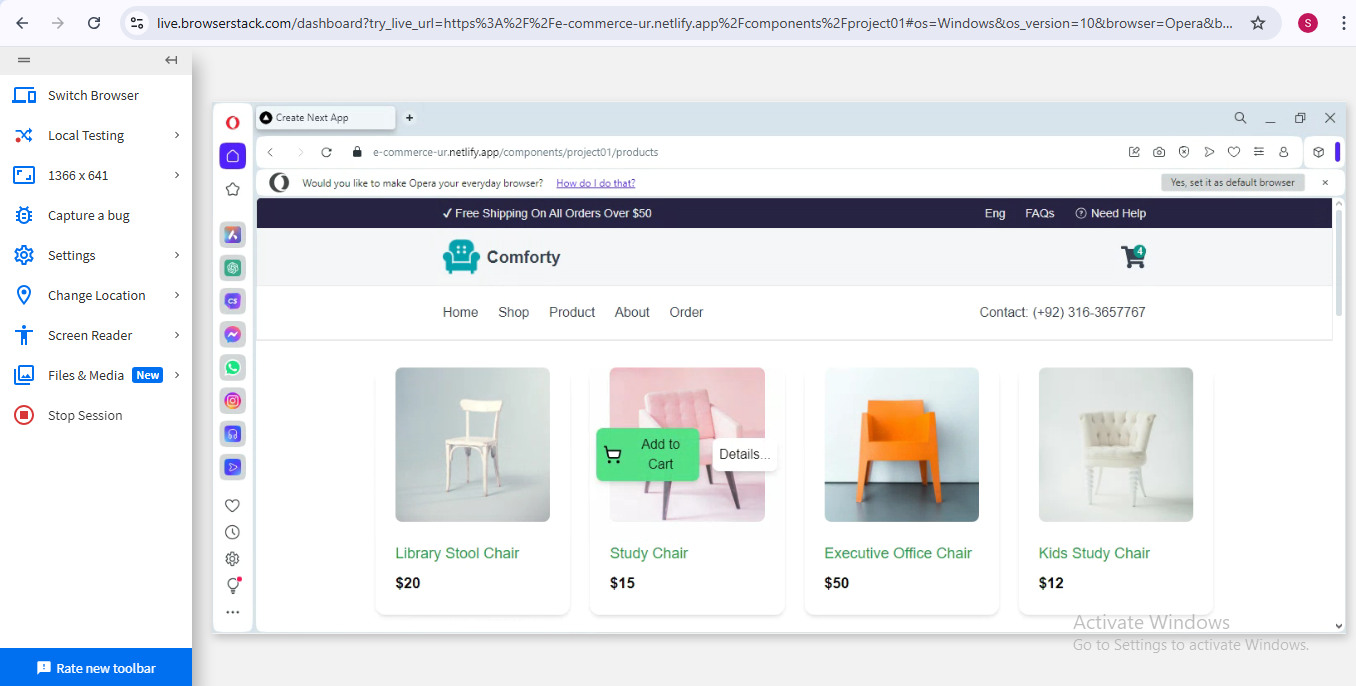 live.browserstack.com/dashboard?try_live_url=https%3A%2F%2Fe-commerce-ur.netlify.app%2Fcomponents%2Fproject01#os=Windows&os_version=10&browser=Opera&b...
S
Switch Browser
Local Testing
1366 x 641
Capture a bug
Settings
Change Location
Screen Reader
Files & Media New
Stop Session
Rate new toolbar
Create Next App
e-commerce-ur.netlify.app/components/project01/products
Would you like to make Opera your everyday browser? How do I do that?
Yes, set it as default browser
✓ Free Shipping On All Orders Over $50
Eng FAQs ? Need Help
Comforty
4
Home Shop Product About Order
Contact: (+92) 316-3657767
Add to
Cart
Details...
Library Stool Chair
$20
Study Chair
$15
Executive Office Chair
$50
Kids Study Chair
$12
Activate Windows
Go to Settings to activate Windows.